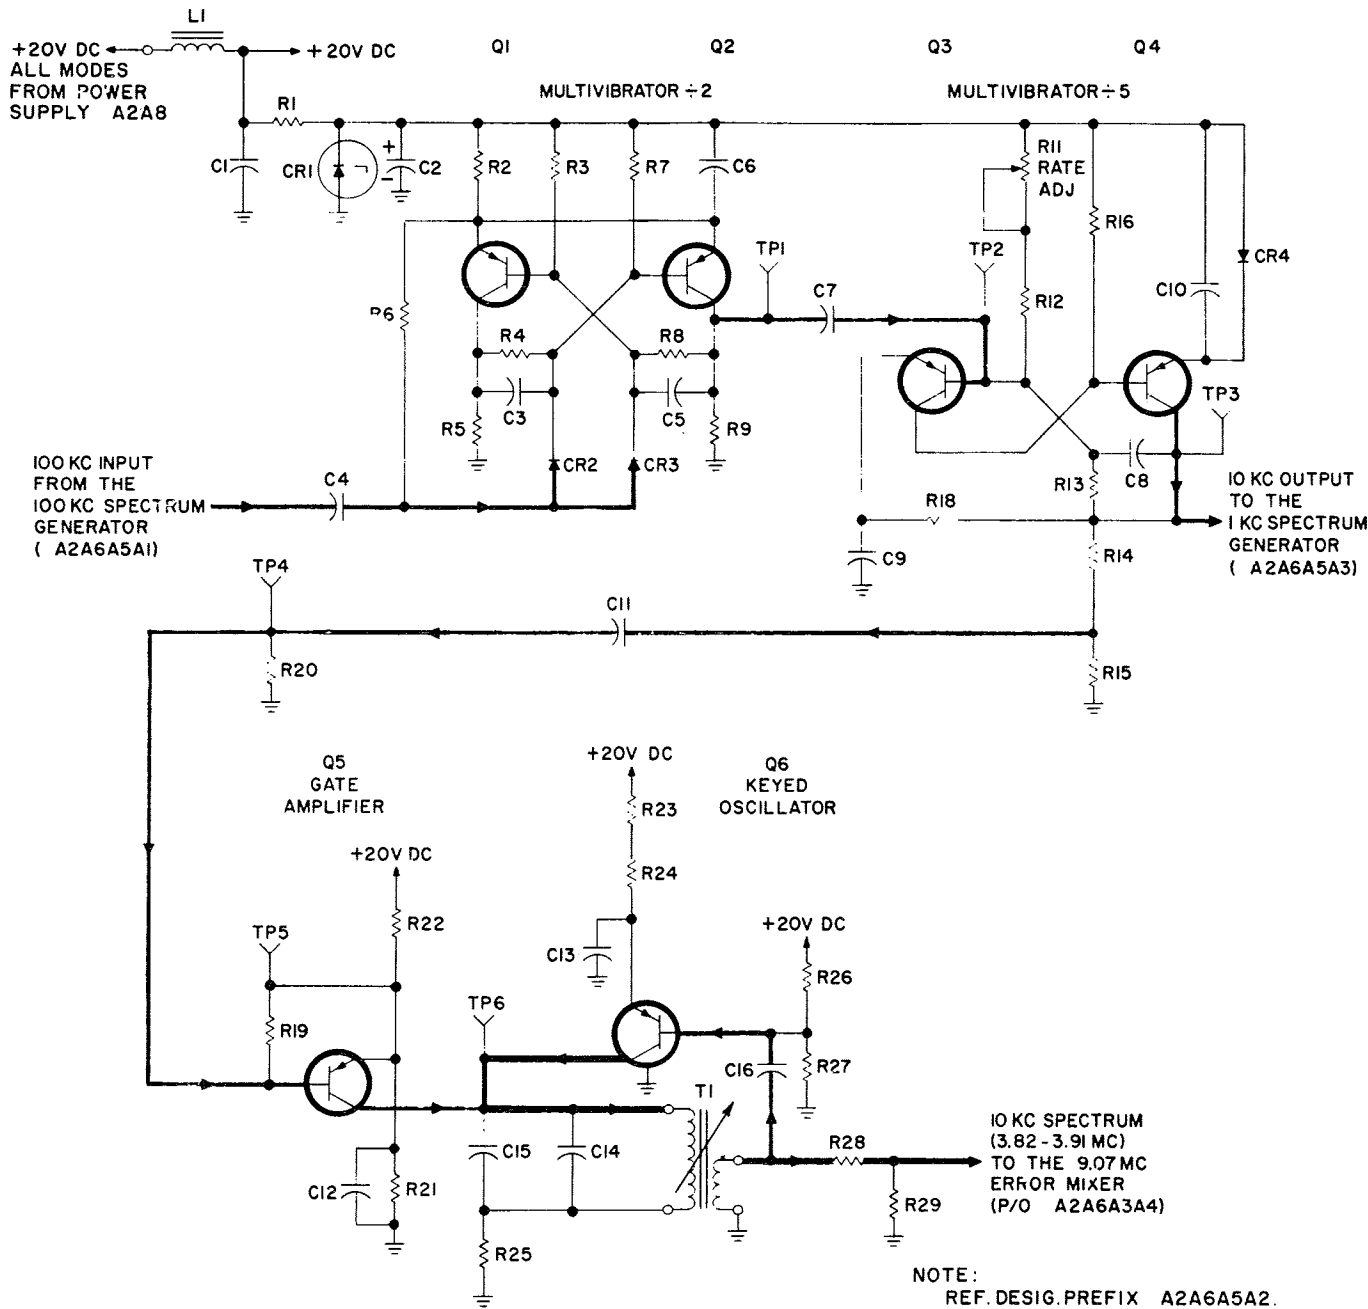 L1
+20V DC
+20V DC
ALL MODES
FROM POWER
SUPPLY A2A8
Q1
Q2
Q3
Q4
MULTIVIBRATOR ÷2
MULTIVIBRATOR ÷5
R1
C1
CR1
+
−
C2
R2
R3
R7
C6
R11
RATE
ADJ
R16
C10
CR4
TP1
TP2
C7
R6
R12
R4
R8
TP3
C3
C5
R5
R9
CR2
CR3
C8
R13
100 KC INPUT
FROM THE
100 KC SPECTRUM
GENERATOR
( A2A6A5A1)
C4
R18
10 KC OUTPUT
TO THE
1 KC SPECTRUM
GENERATOR
( A2A6A5A3)
C9
R14
TP4
C11
R20
R15
Q5
GATE
AMPLIFIER
+20V DC
Q6
KEYED
OSCILLATOR
R23
R24
+20V DC
R22
TP5
C13
+20V DC
R26
TP6
R19
C16
R27
T1
10 KC SPECTRUM
(3.82-3.91 MC)
TO THE 9.07 MC
ERROR MIXER
(P/O A2A6A3A4)
R28
C15
C14
C12
R21
R29
R25
NOTE:
REF. DESIG. PREFIX A2A6A5A2.